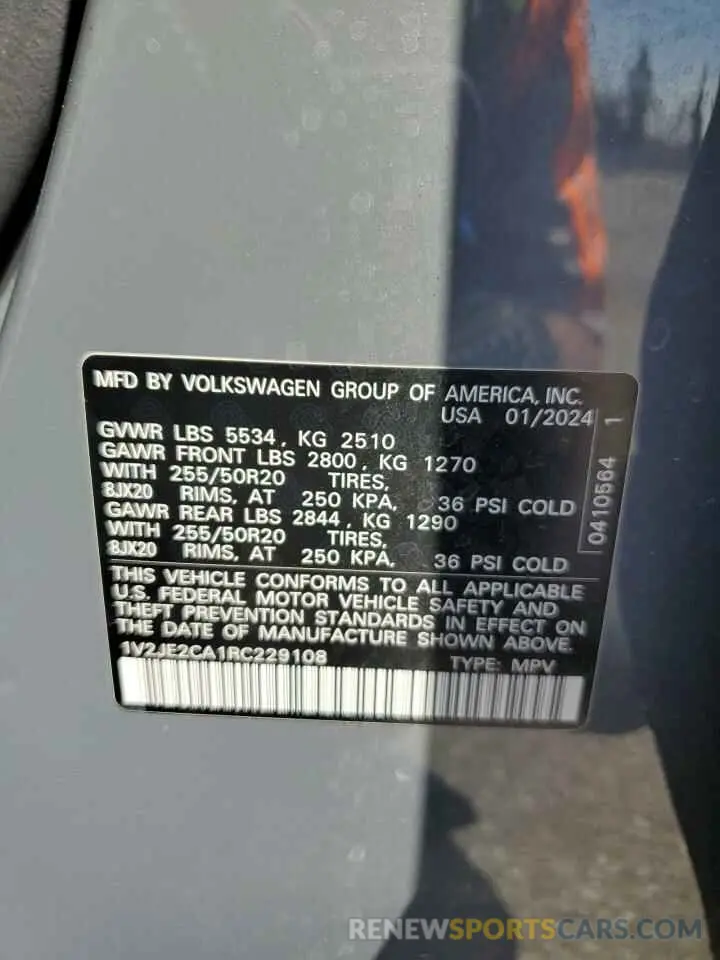 MFD BY VOLKSWAGEN GROUP OF AMERICA, INC.
USA 01/2024
GVWR LBS 5534, KG 2510
GAWR FRONT LBS 2800, KG 1270
WITH 255/50R20 TIRES,
8JX20 RIMS, AT 250 KPA, 36 PSI COLD
GAWR REAR LBS 2844, KG 1290
WITH 255/50R20 TIRES,
8JX20 RIMS, AT 250 KPA, 36 PSI COLD
THIS VEHICLE CONFORMS TO ALL APPLICABLE
U.S. FEDERAL MOTOR VEHICLE SAFETY AND
THEFT PREVENTION STANDARDS IN EFFECT ON
THE DATE OF MANUFACTURE SHOWN ABOVE.
1V2JE2CA1RC229108 TYPE: MPV
0410564 1
RENEWSPORTSCARS.COM